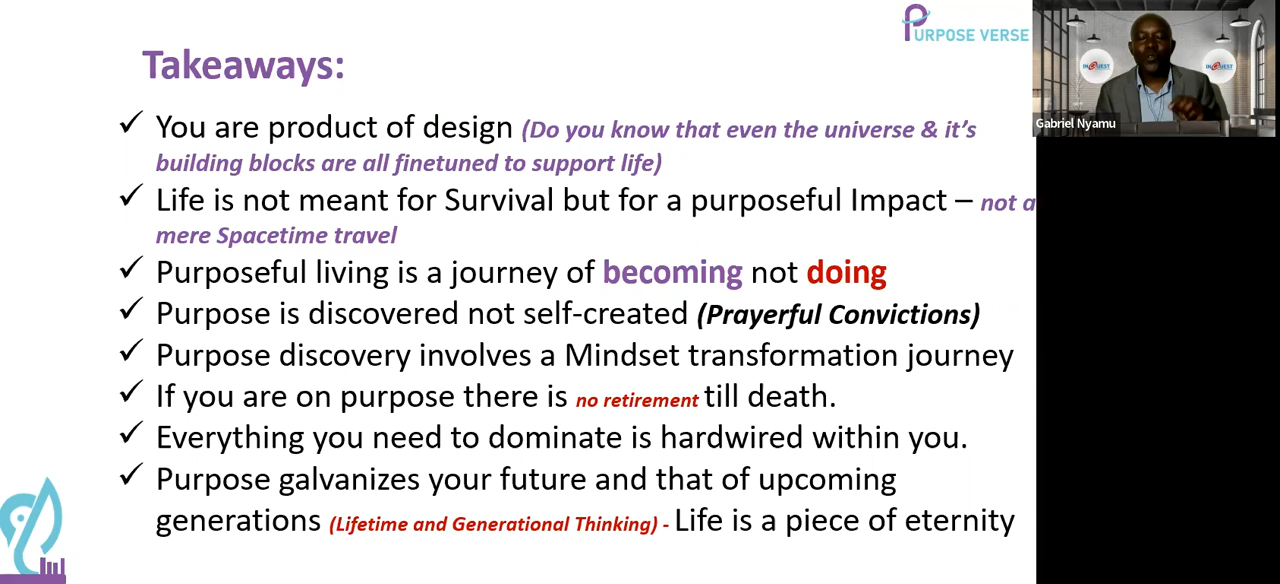 PURPOSE VERSE
Takeaways:
INQUEST
INQUEST
Gabriel Nyamu
✓ You are product of design (Do you know that even the universe & it's
building blocks are all finetuned to support life)
✓ Life is not meant for Survival but for a purposeful Impact – not a
mere Spacetime travel
✓ Purposeful living is a journey of becoming not doing
✓ Purpose is discovered not self-created (Prayerful Convictions)
✓ Purpose discovery involves a Mindset transformation journey
✓ If you are on purpose there is no retirement till death.
✓ Everything you need to dominate is hardwired within you.
✓ Purpose galvanizes your future and that of upcoming
generations (Lifetime and Generational Thinking) - Life is a piece of eternity